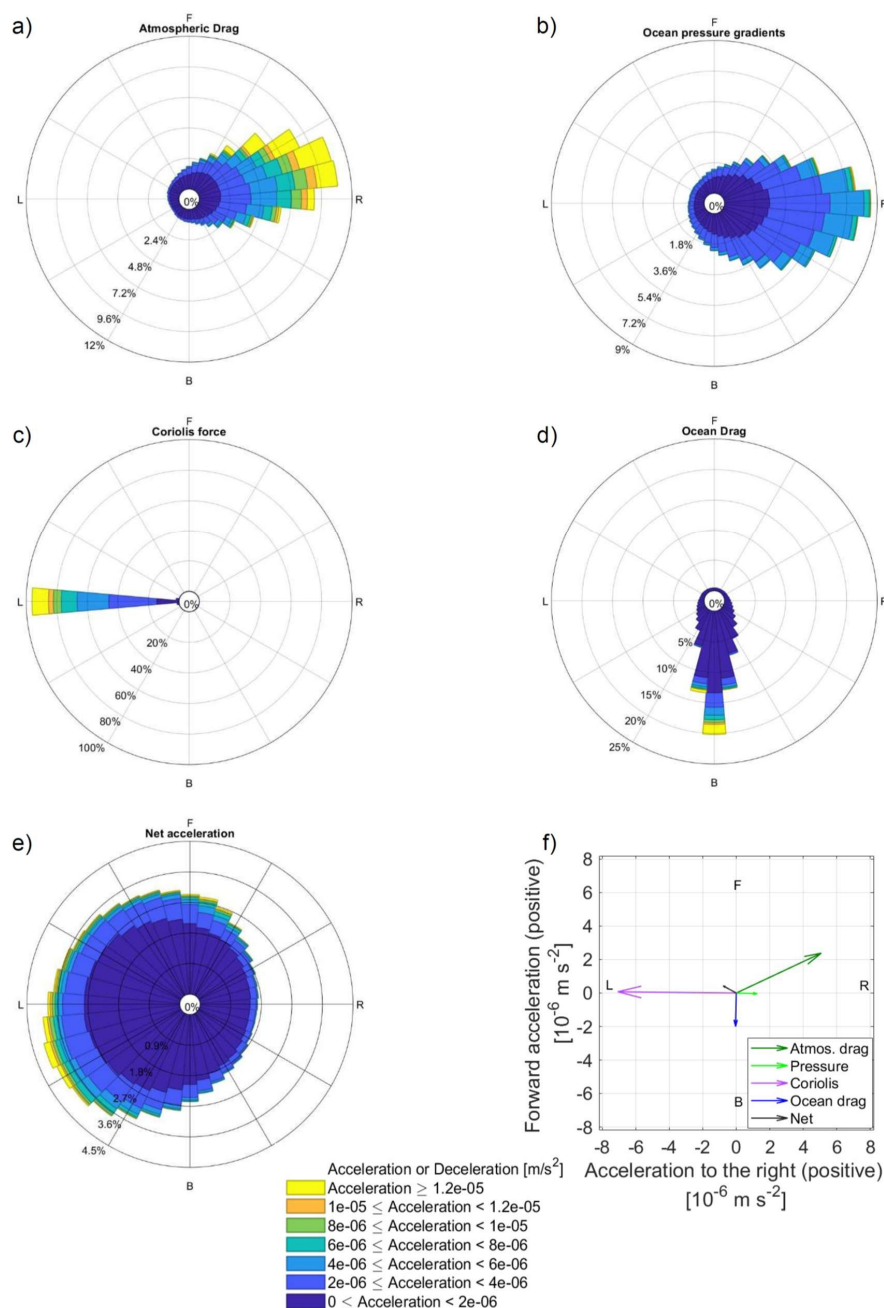 a)
F
Atmospheric Drag
L
R
0%
2.4%
4.8%
7.2%
9.6%
12%
B
b)
F
Ocean pressure gradients
L
R
0%
1.8%
3.6%
5.4%
7.2%
9%
B
c)
F
Coriolis force
L
R
0%
20%
40%
60%
80%
100%
B
d)
F
Ocean Drag
L
0%
5%
10%
15%
20%
25%
B
e)
F
Net acceleration
L
R
0%
0.9%
1.8%
2.7%
3.6%
4.5%
B
Acceleration or Deceleration [m/s²]
Acceleration ≥ 1.2e-05
1e-05 ≤ Acceleration < 1.2e-05
8e-06 ≤ Acceleration < 1e-05
6e-06 ≤ Acceleration < 8e-06
4e-06 ≤ Acceleration < 6e-06
2e-06 ≤ Acceleration < 4e-06
0 < Acceleration < 2e-06
f)
Forward acceleration (positive)
[10⁻⁶ m s⁻²]
8
6
4
2
0
-2
-4
-6
-8
F
L
R
B
Atmos. drag
Pressure
Coriolis
Ocean drag
Net
-8 -6 -4 -2 0 2 4 6 8
Acceleration to the right (positive)
[10⁻⁶ m s⁻²]